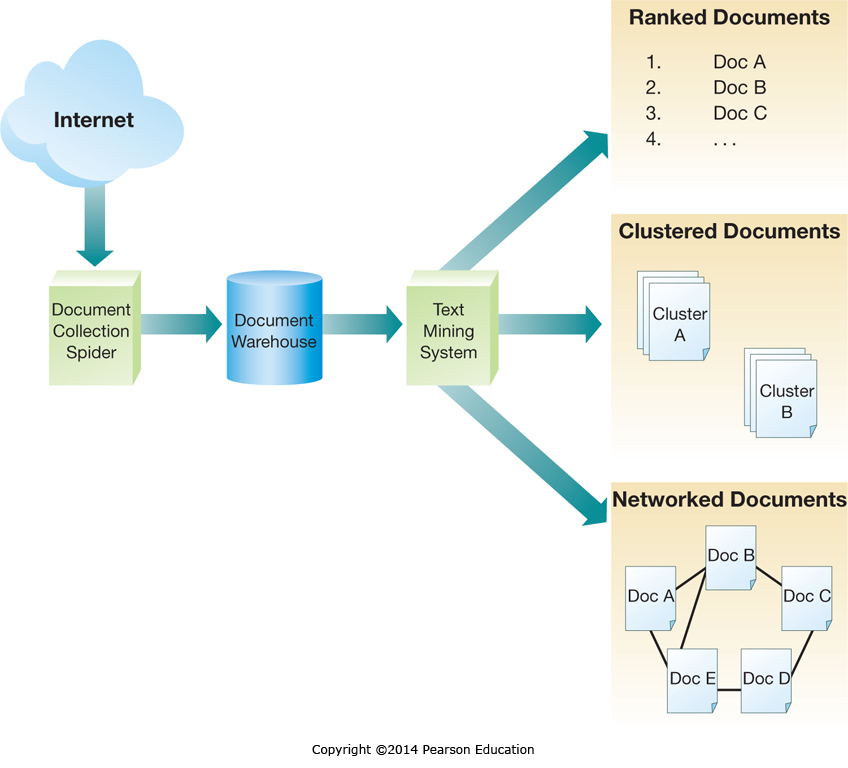 Internet
Document
Collection
Spider
Document
Warehouse
Text
Mining
System
Ranked Documents
1. Doc A
2. Doc B
3. Doc C
4. . . .
Clustered Documents
Cluster
A
Cluster
B
Networked Documents
Doc B
Doc A
Doc C
Doc E
Doc D
Copyright ©2014 Pearson Education